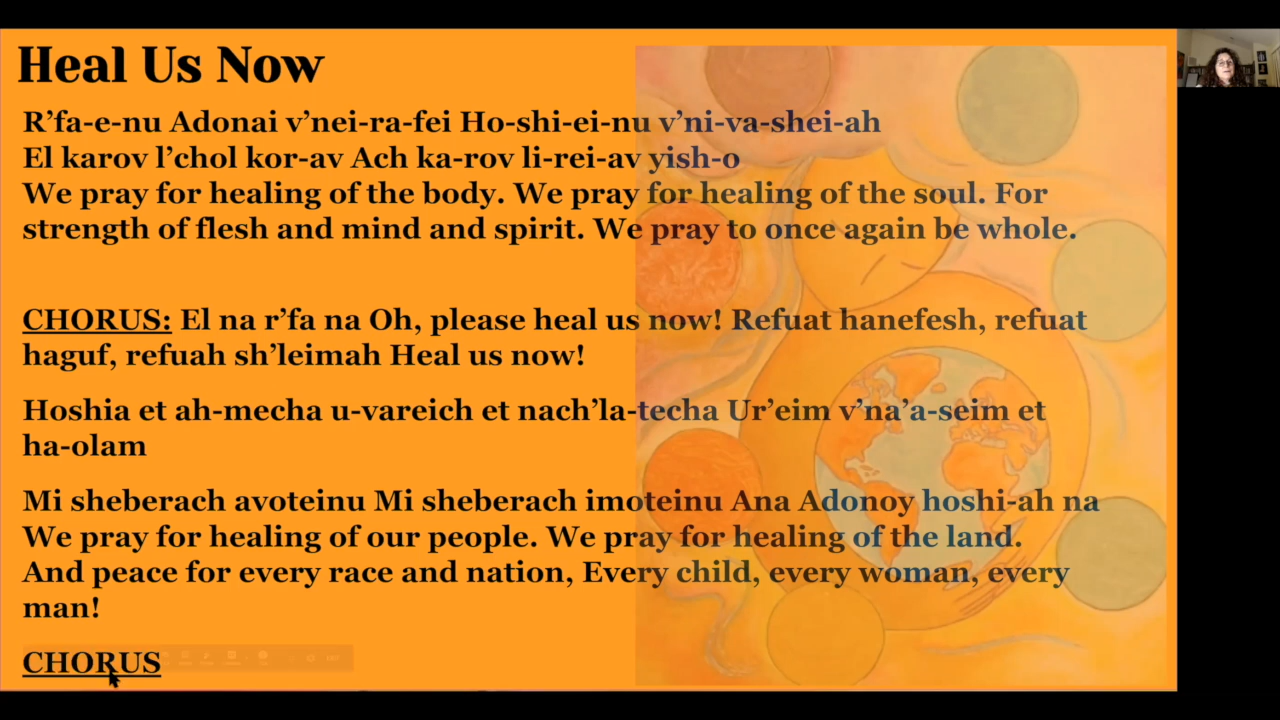 Heal Us Now
R’fa-e-nu Adonai v’nei-ra-fei Ho-shi-ei-nu v’ni-va-shei-ah
El karov l’chol kor-av Ach ka-rov li-rei-av yish-o
We pray for healing of the body. We pray for healing of the soul. For
strength of flesh and mind and spirit. We pray to once again be whole.
CHORUS: El na r’fa na Oh, please heal us now! Refuat hanefesh, refuat
haguf, refuah sh’leimah Heal us now!
Hoshia et ah-mecha u-vareich et nach’la-techa Ur’eim v’na’a-seim et
ha-olam
Mi sheberach avoteinu Mi sheberach imoteinu Ana Adonoy hoshi-ah na
We pray for healing of our people. We pray for healing of the land.
And peace for every race and nation, Every child, every woman, every
man!
CHORUS